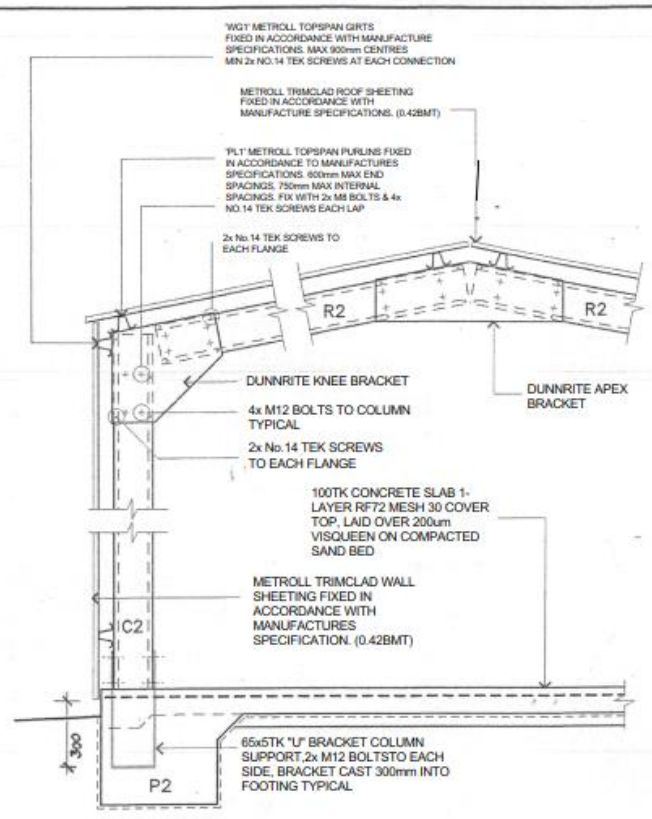 'WG1' METROLL TOPSPAN GIRTS
FIXED IN ACCORDANCE WITH MANUFACTURE
SPECIFICATIONS. MAX 900mm CENTRES
MIN 2x NO.14 TEK SCREWS AT EACH CONNECTION
METROLL TRIMCLAD ROOF SHEETING
FIXED IN ACCORDANCE WITH
MANUFACTURE SPECIFICATIONS. (0.42BMT)
'PL1' METROLL TOPSPAN PURLINS FIXED
IN ACCORDANCE TO MANUFACTURES
SPECIFICATIONS. 600mm MAX END
SPACINGS, 750mm MAX INTERNAL
SPACINGS. FIX WITH 2x M8 BOLTS & 4x
NO.14 TEK SCREWS EACH LAP
2x No.14 TEK SCREWS TO
EACH FLANGE
R2
R2
DUNNRITE KNEE BRACKET
DUNNRITE APEX
BRACKET
4x M12 BOLTS TO COLUMN
TYPICAL
2x No.14 TEK SCREWS
TO EACH FLANGE
100TK CONCRETE SLAB 1-
LAYER RF72 MESH 30 COVER
TOP, LAID OVER 200um
VISQUEEN ON COMPACTED
SAND BED
METROLL TRIMCLAD WALL
SHEETING FIXED IN
ACCORDANCE WITH
MANUFACTURES
SPECIFICATION. (0.42BMT)
C2
300
65x5TK "U" BRACKET COLUMN
SUPPORT,2x M12 BOLTSTO EACH
SIDE, BRACKET CAST 300mm INTO
FOOTING TYPICAL
P2